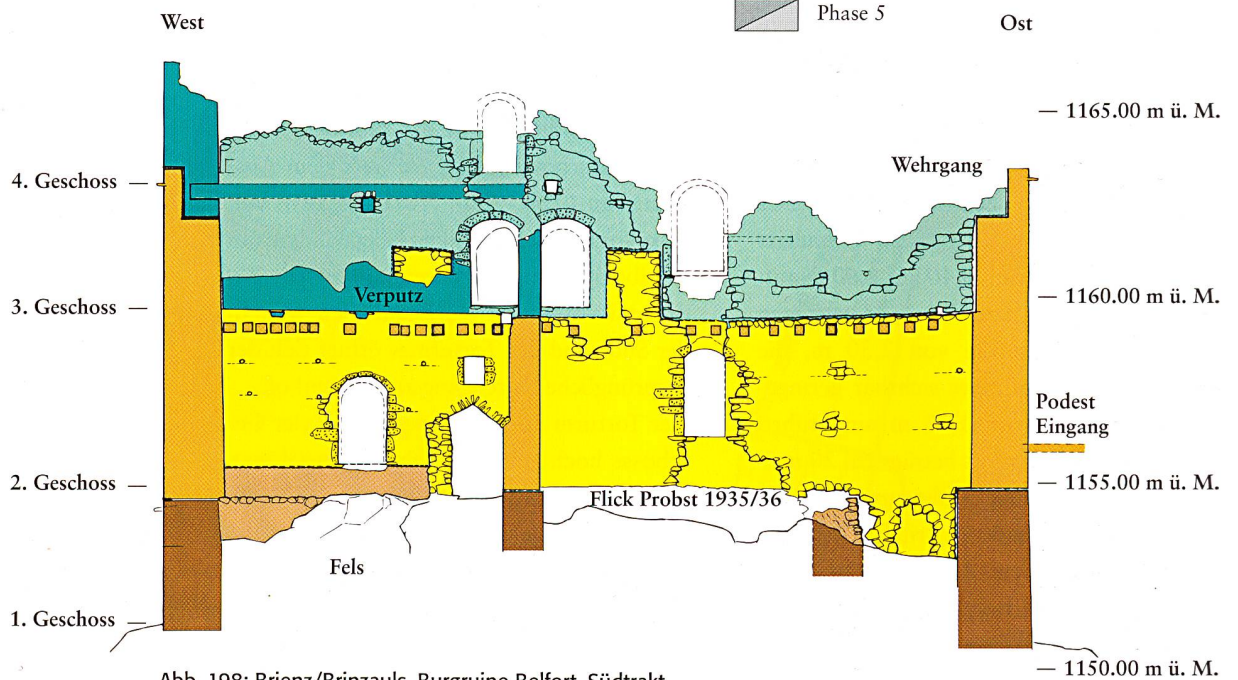 Phase 5
West
Ost
— 1165.00 m ü. M.
Wehrgang
4. Geschoss —
Verputz
3. Geschoss —
— 1160.00 m ü. M.
Podest
Eingang
2. Geschoss —
Flick Probst 1935/36
— 1155.00 m ü. M.
Fels
1. Geschoss —
— 1150.00 m ü. M.
Abb. 198: Brienz/Brinzauls, Burgruine Belfort, Südtrakt